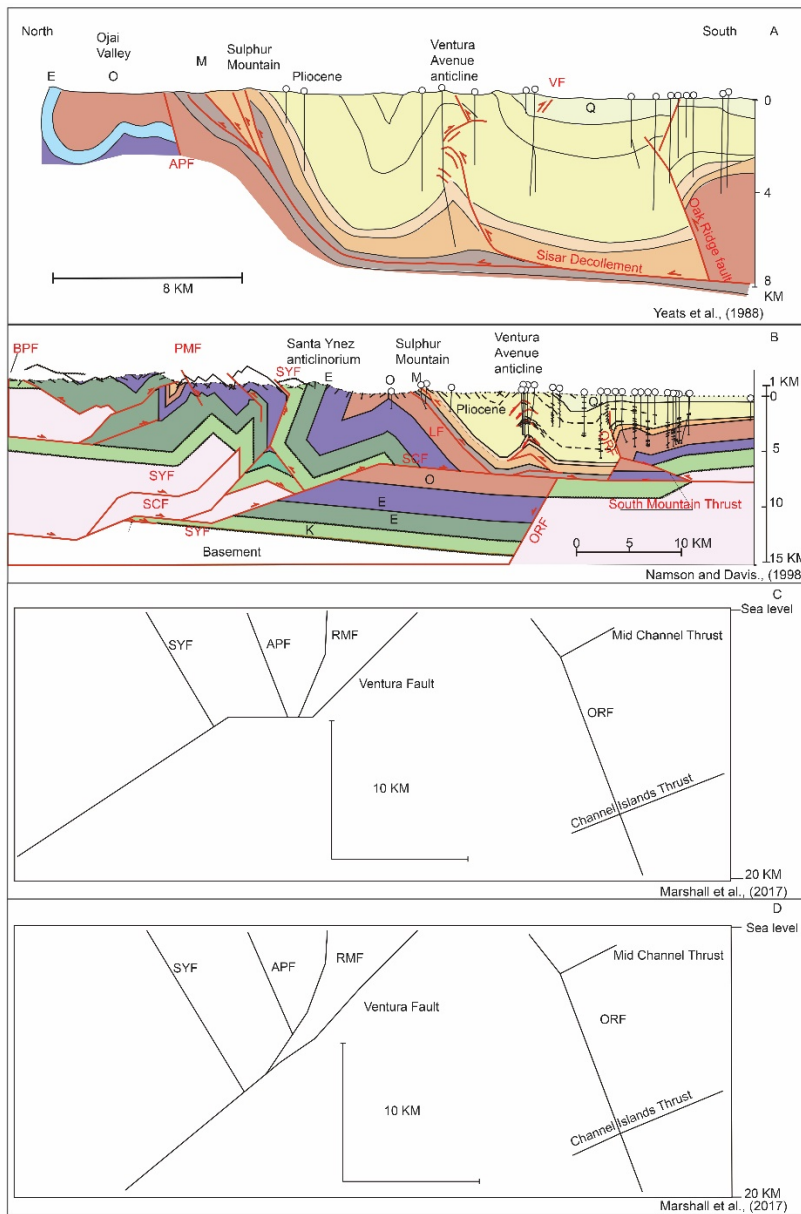 North
Ojai
Valley
Sulphur
Mountain
Ventura
Avenue
anticline
South
A
E
O
M
Pliocene
VF
Q
0
APF
4
Oak Ridge fault
Sisar Decollement
8 KM
8
KM
Yeats et al., (1988)
B
BPF
PMF
Santa Ynez
anticlinorium
SYF
E
O
Sulphur
Mountain
M
Ventura
Avenue
anticline
1 KM
0
Pliocene
Q
LF
ORF
5
SYF
SCF
O
South Mountain Thrust
SCF
E
10
SYF
E
K
ORF
Basement
0
5
10 KM
15 KM
Namson and Davis., (1998)
C
Sea level
SYF
APF
RMF
Ventura Fault
Mid Channel Thrust
ORF
10 KM
Channel Islands Thrust
20 KM
Marshall et al., (2017)
D
Sea level
SYF
APF
RMF
Ventura Fault
Mid Channel Thrust
ORF
10 KM
Channel Islands Thrust
20 KM
Marshall et al., (2017)